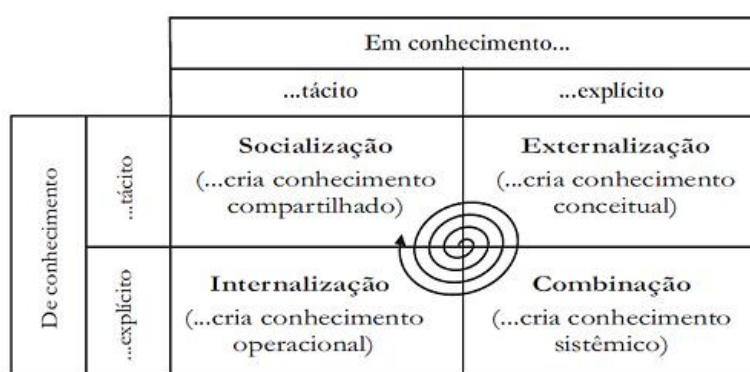 Em conhecimento...
...tácito
...explícito
De conhecimento
...tácito
Socialização
(...cria conhecimento
compartilhado)
Externalização
(...cria conhecimento
conceitual)
...explícito
Internalização
(...cria conhecimento
operacional)
Combinação
(...cria conhecimento
sistêmico)